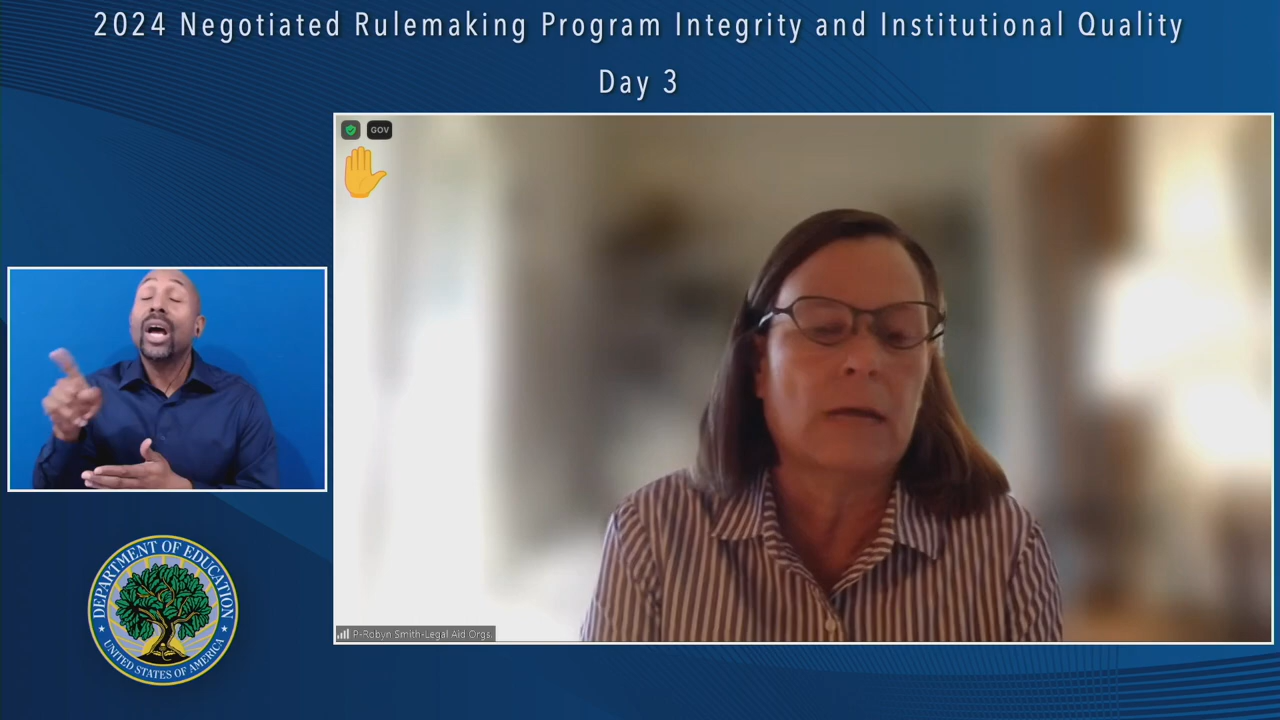 2024 Negotiated Rulemaking Program Integrity and Institutional Quality
Day 3
GOV
P-Robyn Smith-Legal Aid Orgs.
DEPARTMENT OF EDUCATION
UNITED STATES OF AMERICA